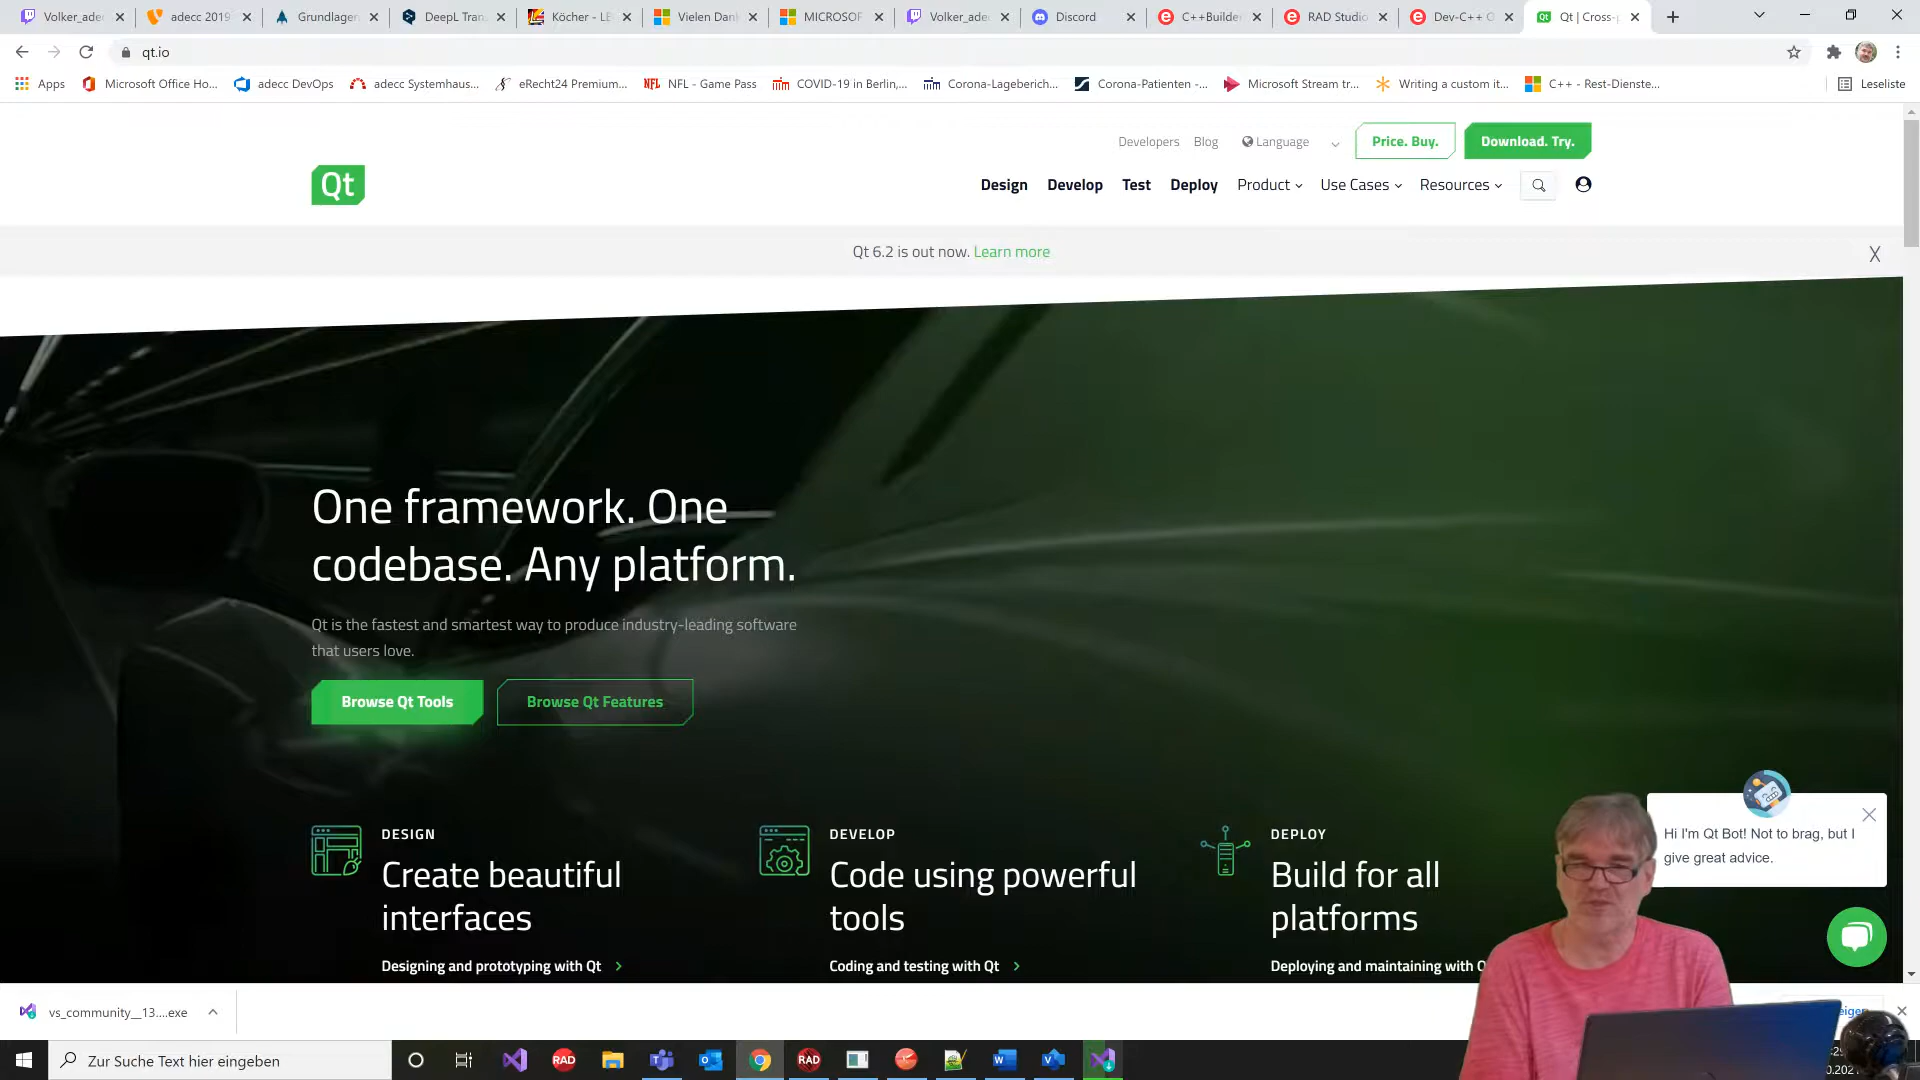 Volker_ade
adecc 2019
Grundlagen
DeepL Tran
Köcher - LE
Vielen Dank
MICROSOF
Volker_ade
Discord
C++Builder
RAD Studio
Dev-C++ O
Qt | Cross-p
qt.io
Apps
Microsoft Office Ho...
adecc DevOps
adecc Systemhaus...
eRecht24 Premium...
NFL - Game Pass
COVID-19 in Berlin,...
Corona-Lageberich...
Corona-Patienten -...
Microsoft Stream tr...
Writing a custom it...
C++ - Rest-Dienste...
Leseliste
Developers
Blog
Language
Price. Buy.
Download. Try.
Qt
Design
Develop
Test
Deploy
Product
Use Cases
Resources
Qt 6.2 is out now. Learn more
X
One framework. One
codebase. Any platform.
Qt is the fastest and smartest way to produce industry-leading software
that users love.
Browse Qt Tools
Browse Qt Features
DESIGN
Create beautiful
interfaces
Designing and prototyping with Qt
DEVELOP
Code using powerful
tools
Coding and testing with Qt
DEPLOY
Build for all
platforms
Deploying and maintaining with
Hi I'm Qt Bot! Not to brag, but I
give great advice.
vs_community__13....exe
Zur Suche Text hier eingeben
RAD
RAD